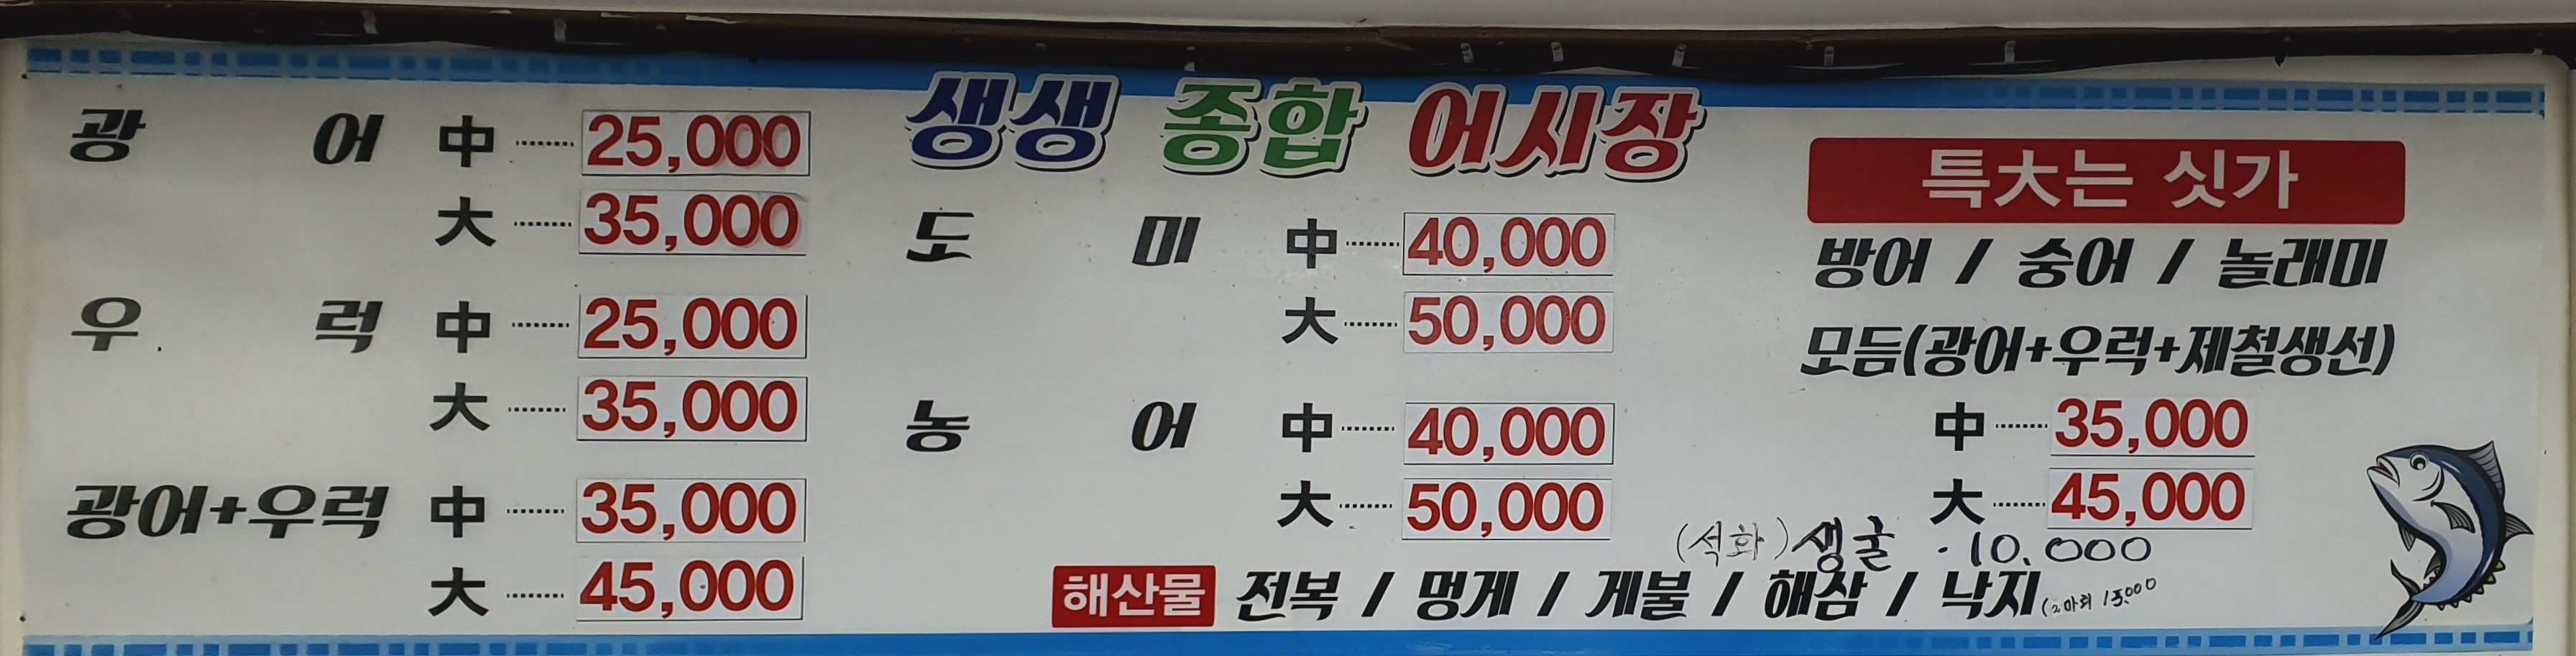 생생 종합 어시장
광어 中 25,000
大 35,000
우럭 中 25,000
大 35,000
광어+우럭 中 35,000
大 45,000
도미 中 40,000
大 50,000
농어 中 40,000
大 50,000
특大는 싯가
방어 / 숭어 / 놀래미
모듬(광어+우럭+제철생선)
中 35,000
大 45,000
(석화) 생굴 · 10.000
해산물 전복 / 멍게 / 게불 / 해삼 / 낙지 (2마리 15.000